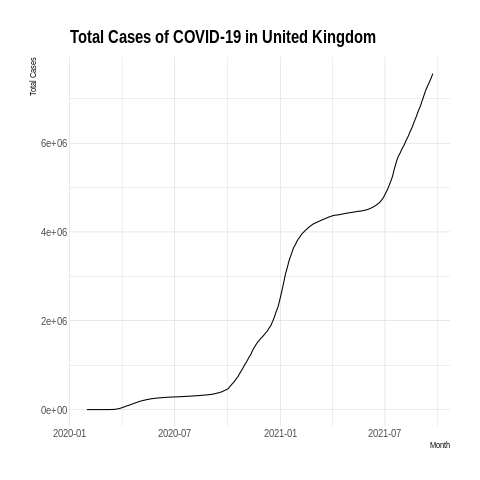 Total Cases of COVID-19 in United Kingdom
Total Cases
6e+06
4e+06
2e+06
0e+00
2020-01 2020-07 2021-01 2021-07
Month